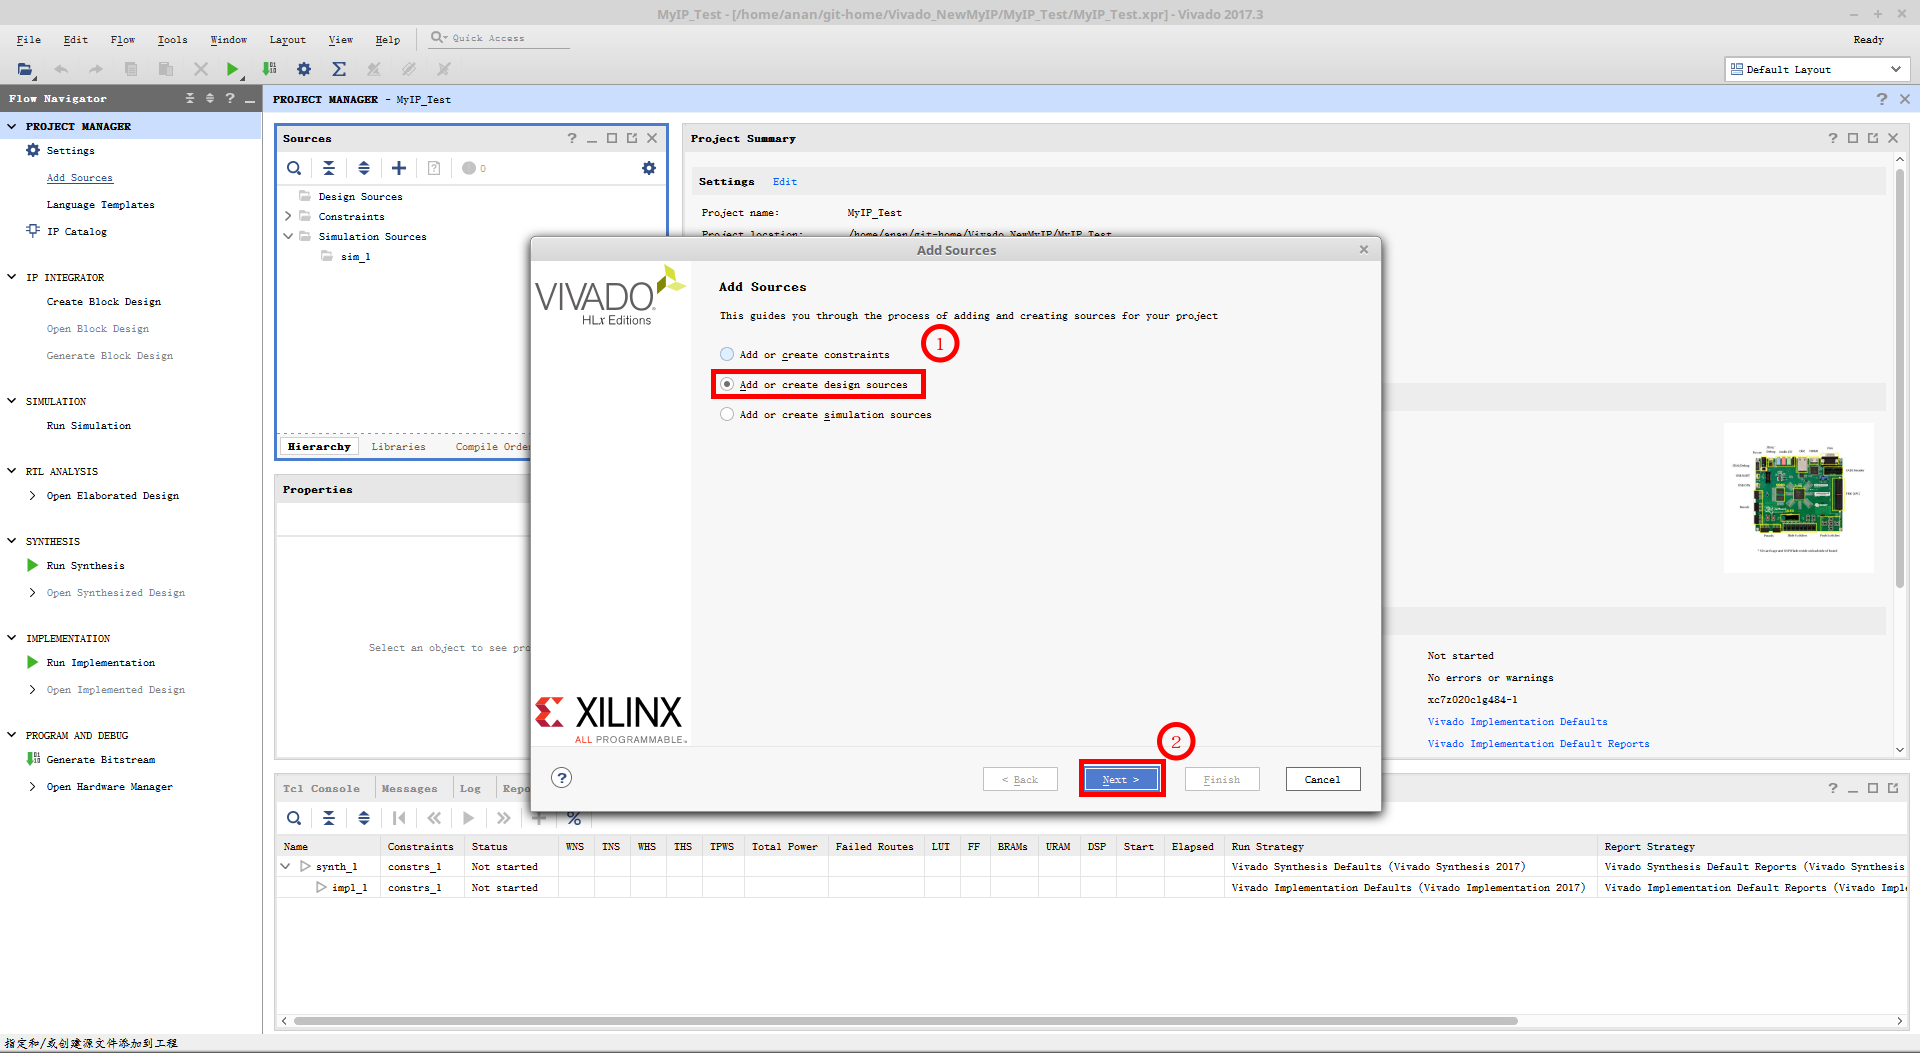 MyIP_Test - [/home/anan/git-home/Vivado_NewMyIP/MyIP_Test/MyIP_Test.xpr] - Vivado 2017.3
File Edit Flow Tools Window Layout View Help Quick Access Ready
Default Layout
Flow Navigator
PROJECT MANAGER
Settings
Add Sources
Language Templates
IP Catalog
IP INTEGRATOR
Create Block Design
Open Block Design
Generate Block Design
SIMULATION
Run Simulation
RTL ANALYSIS
Open Elaborated Design
SYNTHESIS
Run Synthesis
Open Synthesized Design
IMPLEMENTATION
Run Implementation
Open Implemented Design
PROGRAM AND DEBUG
Generate Bitstream
Open Hardware Manager
PROJECT MANAGER - MyIP_Test
Sources
0
Design Sources
Constraints
Simulation Sources
sim_1
Hierarchy Libraries Compile Orde
Properties
Select an object to see pro
Project Summary
Settings Edit
Project name: MyIP_Test
Project location: /home/anan/git-home/Vivado_NewMyIP/MyIP_Test
Not started
No errors or warnings
xc7z020clg484-1
Vivado Implementation Defaults
Vivado Implementation Default Reports
Add Sources
VIVADO
HLx Editions
Add Sources
This guides you through the process of adding and creating sources for your project
1
Add or create constraints
Add or create design sources
Add or create simulation sources
XILINX
ALL PROGRAMMABLE
2
? < Back Next > Finish Cancel
Tcl Console Messages Log Repo
Name Constraints Status WNS TNS WHS THS TPWS Total Power Failed Routes LUT FF BRAMs URAM DSP Start Elapsed Run Strategy Report Strategy
synth_1 constrs_1 Not started Vivado Synthesis Defaults (Vivado Synthesis 2017) Vivado Synthesis Default Reports (Vivado Synthesis
impl_1 constrs_1 Not started Vivado Implementation Defaults (Vivado Implementation 2017) Vivado Implementation Default Reports (Vivado Imple
指定和/或创建源文件添加到工程